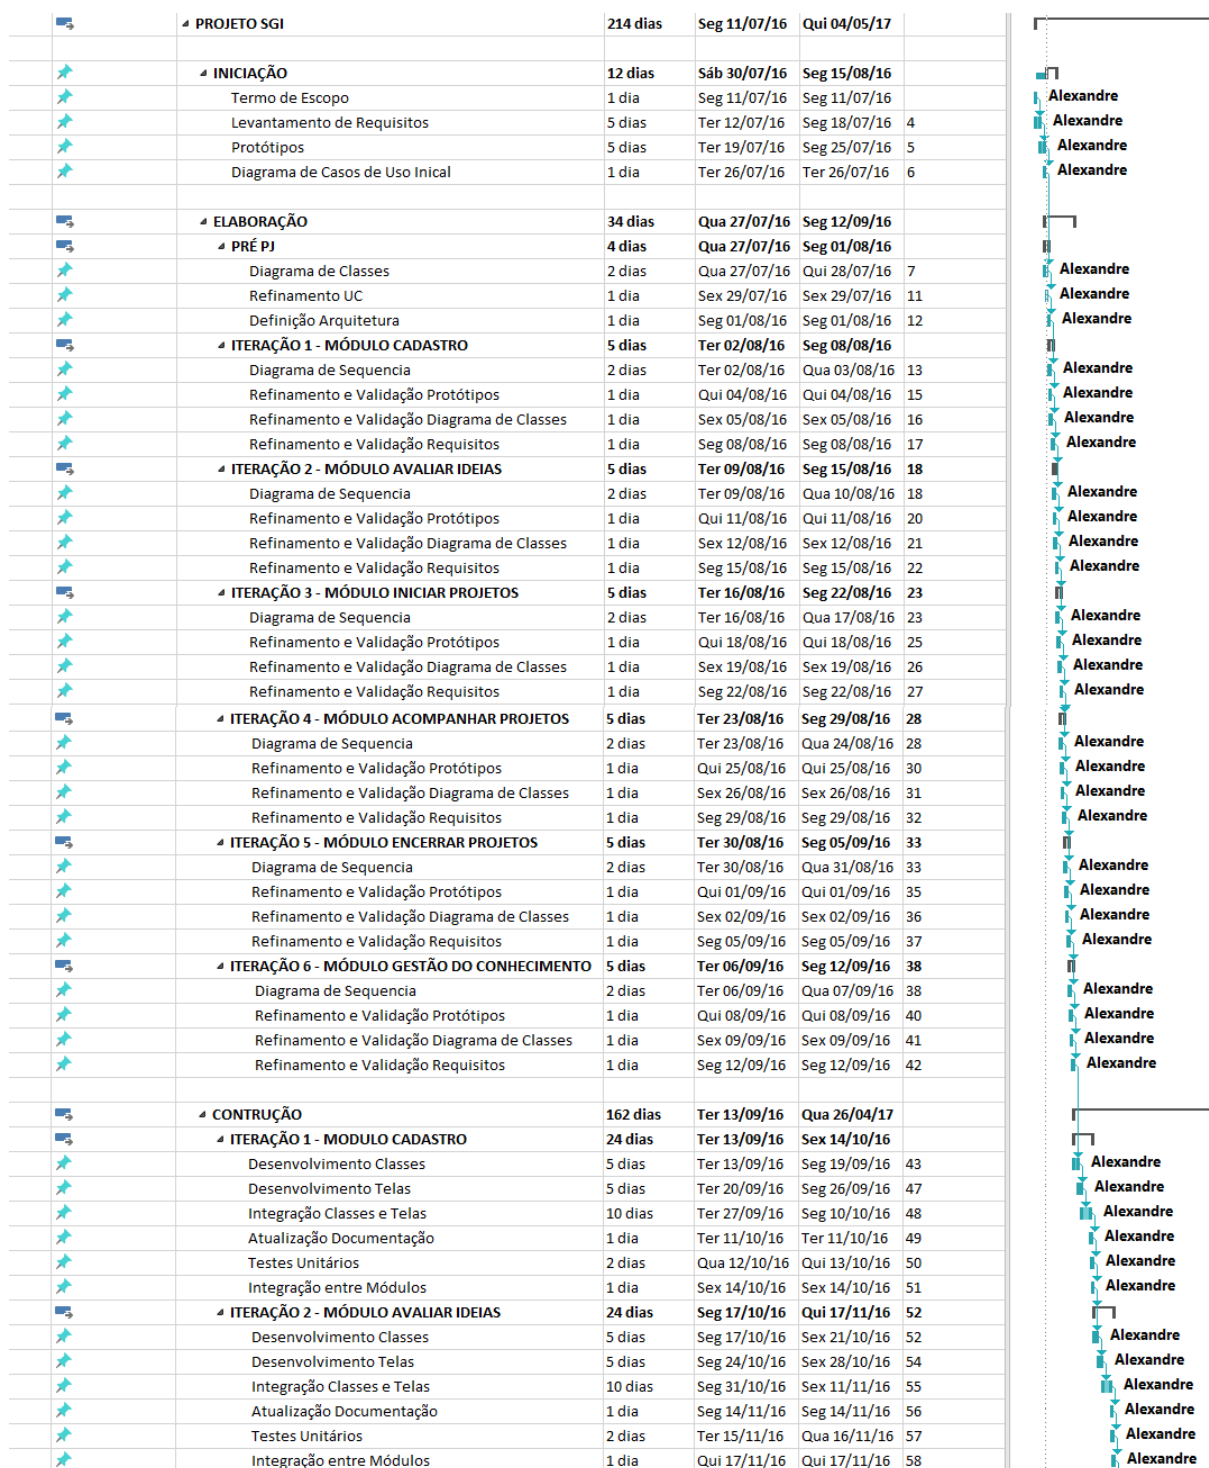 PROJETO SGI 214 dias Seg 11/07/16 Qui 04/05/17
INICIAÇÃO 12 dias Sáb 30/07/16 Seg 15/08/16
Termo de Escopo 1 dia Seg 11/07/16 Seg 11/07/16 Alexandre
Levantamento de Requisitos 5 dias Ter 12/07/16 Seg 18/07/16 4 Alexandre
Protótipos 5 dias Ter 19/07/16 Seg 25/07/16 5 Alexandre
Diagrama de Casos de Uso Inical 1 dia Ter 26/07/16 Ter 26/07/16 6 Alexandre
ELABORAÇÃO 34 dias Qua 27/07/16 Seg 12/09/16
PRÉ PJ 4 dias Qua 27/07/16 Seg 01/08/16
Diagrama de Classes 2 dias Qua 27/07/16 Qui 28/07/16 7 Alexandre
Refinamento UC 1 dia Sex 29/07/16 Sex 29/07/16 11 Alexandre
Definição Arquitetura 1 dia Seg 01/08/16 Seg 01/08/16 12 Alexandre
ITERAÇÃO 1 - MÓDULO CADASTRO 5 dias Ter 02/08/16 Seg 08/08/16
Diagrama de Sequencia 2 dias Ter 02/08/16 Qua 03/08/16 13 Alexandre
Refinamento e Validação Protótipos 1 dia Qui 04/08/16 Qui 04/08/16 15 Alexandre
Refinamento e Validação Diagrama de Classes 1 dia Sex 05/08/16 Sex 05/08/16 16 Alexandre
Refinamento e Validação Requisitos 1 dia Seg 08/08/16 Seg 08/08/16 17 Alexandre
ITERAÇÃO 2 - MÓDULO AVALIAR IDEIAS 5 dias Ter 09/08/16 Seg 15/08/16 18
Diagrama de Sequencia 2 dias Ter 09/08/16 Qua 10/08/16 18 Alexandre
Refinamento e Validação Protótipos 1 dia Qui 11/08/16 Qui 11/08/16 20 Alexandre
Refinamento e Validação Diagrama de Classes 1 dia Sex 12/08/16 Sex 12/08/16 21 Alexandre
Refinamento e Validação Requisitos 1 dia Seg 15/08/16 Seg 15/08/16 22 Alexandre
ITERAÇÃO 3 - MÓDULO INICIAR PROJETOS 5 dias Ter 16/08/16 Seg 22/08/16 23
Diagrama de Sequencia 2 dias Ter 16/08/16 Qua 17/08/16 23 Alexandre
Refinamento e Validação Protótipos 1 dia Qui 18/08/16 Qui 18/08/16 25 Alexandre
Refinamento e Validação Diagrama de Classes 1 dia Sex 19/08/16 Sex 19/08/16 26 Alexandre
Refinamento e Validação Requisitos 1 dia Seg 22/08/16 Seg 22/08/16 27 Alexandre
ITERAÇÃO 4 - MÓDULO ACOMPANHAR PROJETOS 5 dias Ter 23/08/16 Seg 29/08/16 28
Diagrama de Sequencia 2 dias Ter 23/08/16 Qua 24/08/16 28 Alexandre
Refinamento e Validação Protótipos 1 dia Qui 25/08/16 Qui 25/08/16 30 Alexandre
Refinamento e Validação Diagrama de Classes 1 dia Sex 26/08/16 Sex 26/08/16 31 Alexandre
Refinamento e Validação Requisitos 1 dia Seg 29/08/16 Seg 29/08/16 32 Alexandre
ITERAÇÃO 5 - MÓDULO ENCERRAR PROJETOS 5 dias Ter 30/08/16 Seg 05/09/16 33
Diagrama de Sequencia 2 dias Ter 30/08/16 Qua 31/08/16 33 Alexandre
Refinamento e Validação Protótipos 1 dia Qui 01/09/16 Qui 01/09/16 35 Alexandre
Refinamento e Validação Diagrama de Classes 1 dia Sex 02/09/16 Sex 02/09/16 36 Alexandre
Refinamento e Validação Requisitos 1 dia Seg 05/09/16 Seg 05/09/16 37 Alexandre
ITERAÇÃO 6 - MÓDULO GESTÃO DO CONHECIMENTO 5 dias Ter 06/09/16 Seg 12/09/16 38
Diagrama de Sequencia 2 dias Ter 06/09/16 Qua 07/09/16 38 Alexandre
Refinamento e Validação Protótipos 1 dia Qui 08/09/16 Qui 08/09/16 40 Alexandre
Refinamento e Validação Diagrama de Classes 1 dia Sex 09/09/16 Sex 09/09/16 41 Alexandre
Refinamento e Validação Requisitos 1 dia Seg 12/09/16 Seg 12/09/16 42 Alexandre
CONTRUÇÃO 162 dias Ter 13/09/16 Qua 26/04/17
ITERAÇÃO 1 - MODULO CADASTRO 24 dias Ter 13/09/16 Sex 14/10/16
Desenvolvimento Classes 5 dias Ter 13/09/16 Seg 19/09/16 43 Alexandre
Desenvolvimento Telas 5 dias Ter 20/09/16 Seg 26/09/16 47 Alexandre
Integração Classes e Telas 10 dias Ter 27/09/16 Seg 10/10/16 48 Alexandre
Atualização Documentação 1 dia Ter 11/10/16 Ter 11/10/16 49 Alexandre
Testes Unitários 2 dias Qua 12/10/16 Qui 13/10/16 50 Alexandre
Integração entre Módulos 1 dia Sex 14/10/16 Sex 14/10/16 51 Alexandre
ITERAÇÃO 2 - MÓDULO AVALIAR IDEIAS 24 dias Seg 17/10/16 Qui 17/11/16 52
Desenvolvimento Classes 5 dias Seg 17/10/16 Sex 21/10/16 52 Alexandre
Desenvolvimento Telas 5 dias Seg 24/10/16 Sex 28/10/16 54 Alexandre
Integração Classes e Telas 10 dias Seg 31/10/16 Sex 11/11/16 55 Alexandre
Atualização Documentação 1 dia Seg 14/11/16 Seg 14/11/16 56 Alexandre
Testes Unitários 2 dias Ter 15/11/16 Qua 16/11/16 57 Alexandre
Integração entre Módulos 1 dia Qui 17/11/16 Qui 17/11/16 58 Alexandre